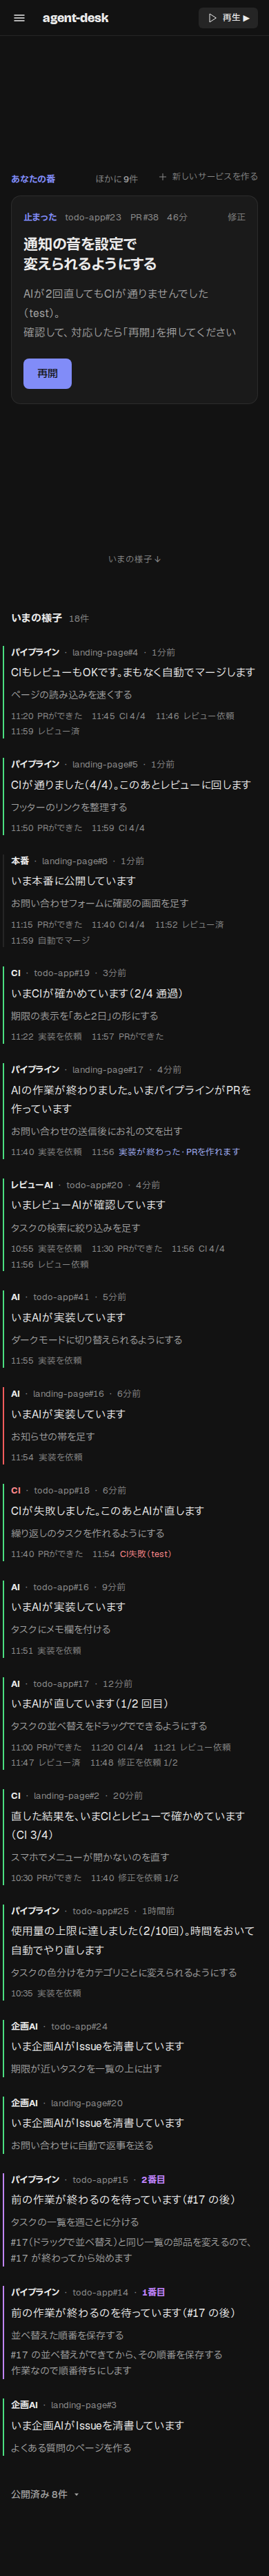 agent-desk
再生 ▶
あなたの番 ほかに9件 ＋ 新しいサービスを作る
止まった todo-app#23 PR#38 46分 修正
通知の音を設定で
変えられるようにする
AIが2回直してもCIが通りませんでした
（test）。
確認して、対応したら「再開」を押してください
再開
いまの様子 ↓
いまの様子 18件
パイプライン · landing-page#4 · 1分前
CIもレビューもOKです。まもなく自動でマージします
ページの読み込みを速くする
11:20 PRができた 11:45 CI 4/4 11:46 レビュー依頼
11:59 レビュー済
パイプライン · landing-page#5 · 1分前
CIが通りました（4/4）。このあとレビューに回します
フッターのリンクを整理する
11:50 PRができた 11:59 CI 4/4
本番 · landing-page#8 · 1分前
いま本番に公開しています
お問い合わせフォームに確認の画面を足す
11:15 PRができた 11:40 CI 4/4 11:52 レビュー済
11:59 自動でマージ
CI · todo-app#19 · 3分前
いまCIが確かめています（2/4 通過）
期限の表示を「あと2日」の形にする
11:22 実装を依頼 11:57 PRができた
パイプライン · landing-page#17 · 4分前
AIの作業が終わりました。いまパイプラインがPRを
作っています
お問い合わせの送信後にお礼の文を出す
11:40 実装を依頼 11:56 実装が終わった · PRを作れます
レビューAI · todo-app#20 · 4分前
いまレビューAIが確認しています
タスクの検索に絞り込みを足す
10:55 実装を依頼 11:30 PRができた 11:56 CI 4/4
11:56 レビュー依頼
AI · todo-app#41 · 5分前
いまAIが実装しています
ダークモードに切り替えられるようにする
11:55 実装を依頼
AI · landing-page#16 · 6分前
いまAIが実装しています
お知らせの帯を足す
11:54 実装を依頼
CI · todo-app#18 · 6分前
CIが失敗しました。このあとAIが直します
繰り返しのタスクを作れるようにする
11:40 PRができた 11:54 CI失敗（test）
AI · todo-app#16 · 9分前
いまAIが実装しています
タスクにメモ欄を付ける
11:51 実装を依頼
AI · todo-app#17 · 12分前
いまAIが直しています（1/2 回目）
タスクの並べ替えをドラッグでできるようにする
11:00 PRができた 11:20 CI 4/4 11:21 レビュー依頼
11:47 レビュー済 11:48 修正を依頼 1/2
CI · landing-page#2 · 20分前
直した結果を、いまCIとレビューで確かめています
（CI 3/4）
スマホでメニューが開かないのを直す
10:30 PRができた 11:40 修正を依頼 1/2
パイプライン · todo-app#25 · 1時間前
使用量の上限に達しました（2/10回）。時間をおいて
自動でやり直します
タスクの色分けをカテゴリごとに変えられるようにする
10:35 実装を依頼
企画AI · todo-app#24
いま企画AIがIssueを清書しています
期限が近いタスクを一覧の上に出す
企画AI · landing-page#20
いま企画AIがIssueを清書しています
お問い合わせに自動で返事を送る
パイプライン · todo-app#15 · 2番目
前の作業が終わるのを待っています（#17 の後）
タスクの一覧を週ごとに分ける
#17（ドラッグで並べ替え）と同じ一覧の部品を変えるので、
#17 が終わってから始めます
パイプライン · todo-app#14 · 1番目
前の作業が終わるのを待っています（#17 の後）
並べ替えた順番を保存する
#17 の並べ替えができてから、その順番を保存する
作業なので順番待ちにします
企画AI · landing-page#3
いま企画AIがIssueを清書しています
よくある質問のページを作る
公開済み 8件